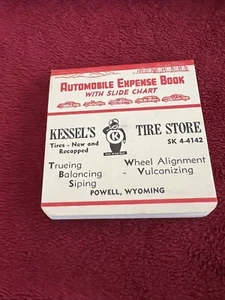 AUTOMOBILE EXPENSE BOOK
WITH SLIDE CHART
KESSEL'S TIRE STORE
Tires - New and SK 4-4142
Recapped
K
Trueing Wheel Alignment
Balancing - Vulcanizing
Siping
POWELL, WYOMING